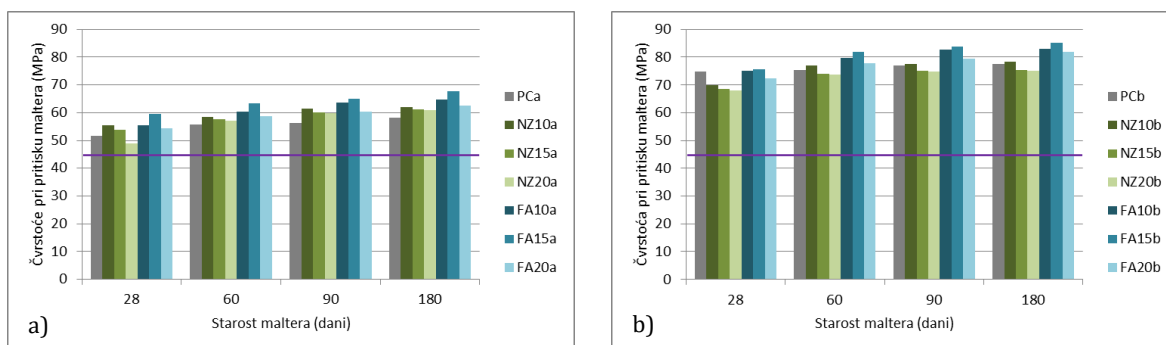 Čvrstoće pri pritisku maltera (MPa)
90
80
70
60
50
40
30
20
10
0
28 60 90 180
Starost maltera (dani)
a)
PCa
NZ10a
NZ15a
NZ20a
FA10a
FA15a
FA20a
Čvrstoće pri pritisku maltera (MPa)
90
80
70
60
50
40
30
20
10
0
28 60 90 180
Starost maltera (dani)
b)
PCb
NZ10b
NZ15b
NZ20b
FA10b
FA15b
FA20b